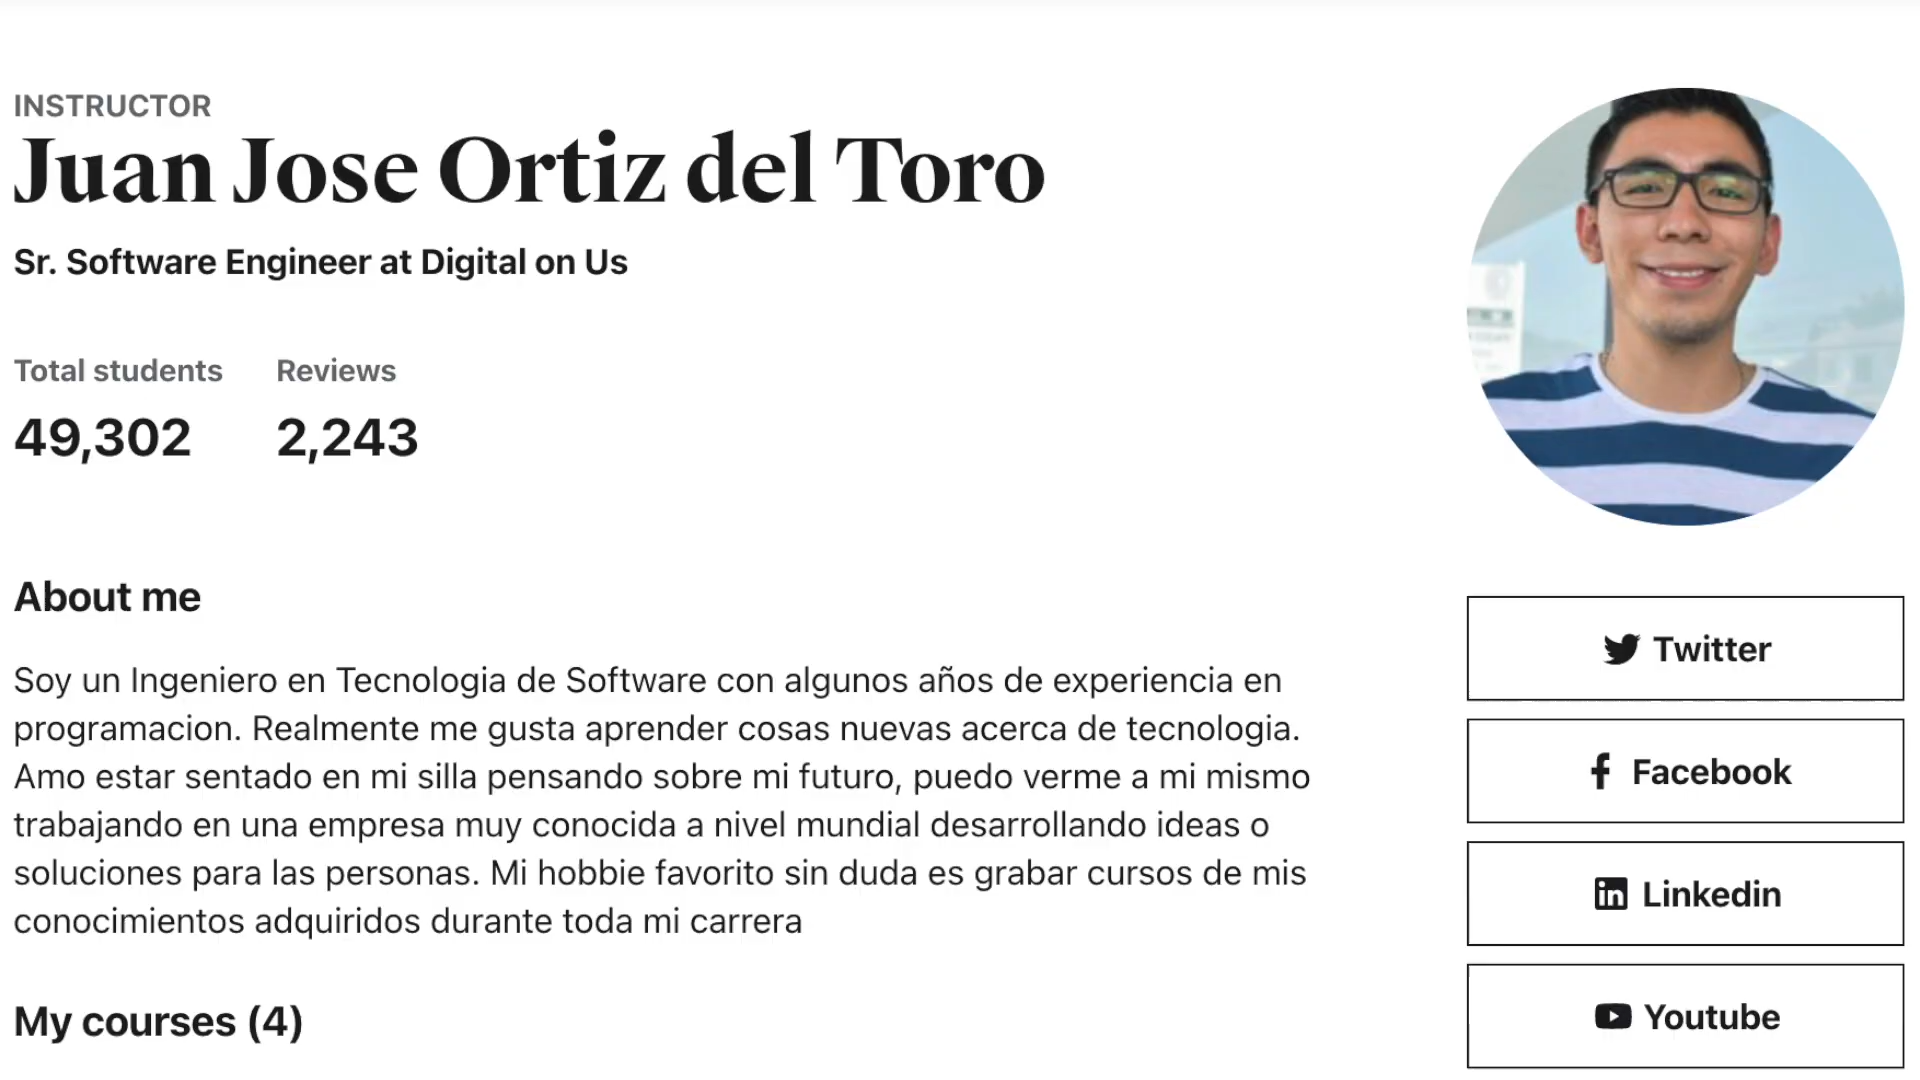 INSTRUCTOR
Juan Jose Ortiz del Toro
Sr. Software Engineer at Digital on Us
Total students Reviews
49,302 2,243
About me
Soy un Ingeniero en Tecnologia de Software con algunos años de experiencia en
programacion. Realmente me gusta aprender cosas nuevas acerca de tecnologia.
Amo estar sentado en mi silla pensando sobre mi futuro, puedo verme a mi mismo
trabajando en una empresa muy conocida a nivel mundial desarrollando ideas o
soluciones para las personas. Mi hobbie favorito sin duda es grabar cursos de mis
conocimientos adquiridos durante toda mi carrera
My courses (4)
Twitter
Facebook
Linkedin
Youtube